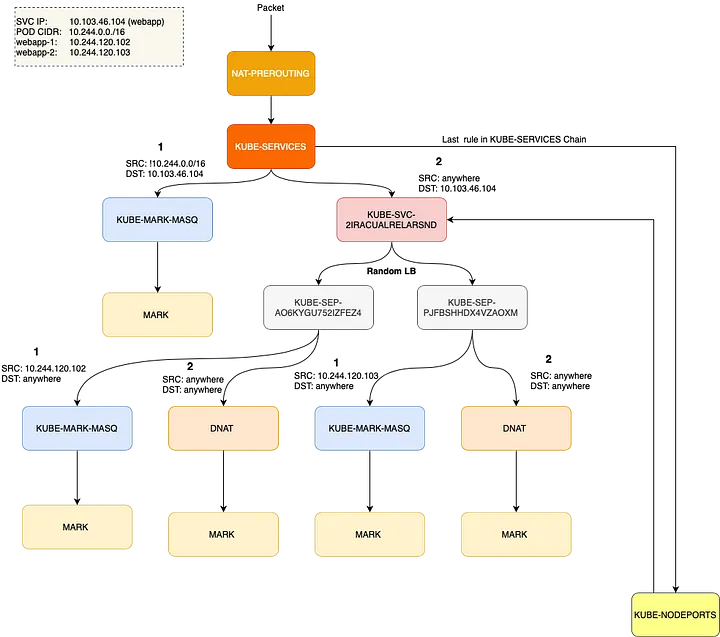 Packet
SVC IP: 10.103.46.104 (webapp)
POD CIDR: 10.244.0.0./16
webapp-1: 10.244.120.102
webapp-2: 10.244.120.103
NAT-PREROUTING
KUBE-SERVICES
Last rule in KUBE-SERVICES Chain
1
SRC: !10.244.0.0/16
DST: 10.103.46.104
2
SRC: anywhere
DST: 10.103.46.104
KUBE-MARK-MASQ
KUBE-SVC-
2IRACUALRELARSND
Random LB
MARK
KUBE-SEP-
AO6KYGU752IZFEZ4
KUBE-SEP-
PJFBSHHDX4VZAOXM
1
SRC: 10.244.120.102
DST: anywhere
2
SRC: anywhere
DST: anywhere
1
SRC: 10.244.120.103
DST: anywhere
2
SRC: anywhere
DST: anywhere
KUBE-MARK-MASQ
DNAT
KUBE-MARK-MASQ
DNAT
MARK
MARK
MARK
MARK
KUBE-NODEPORTS